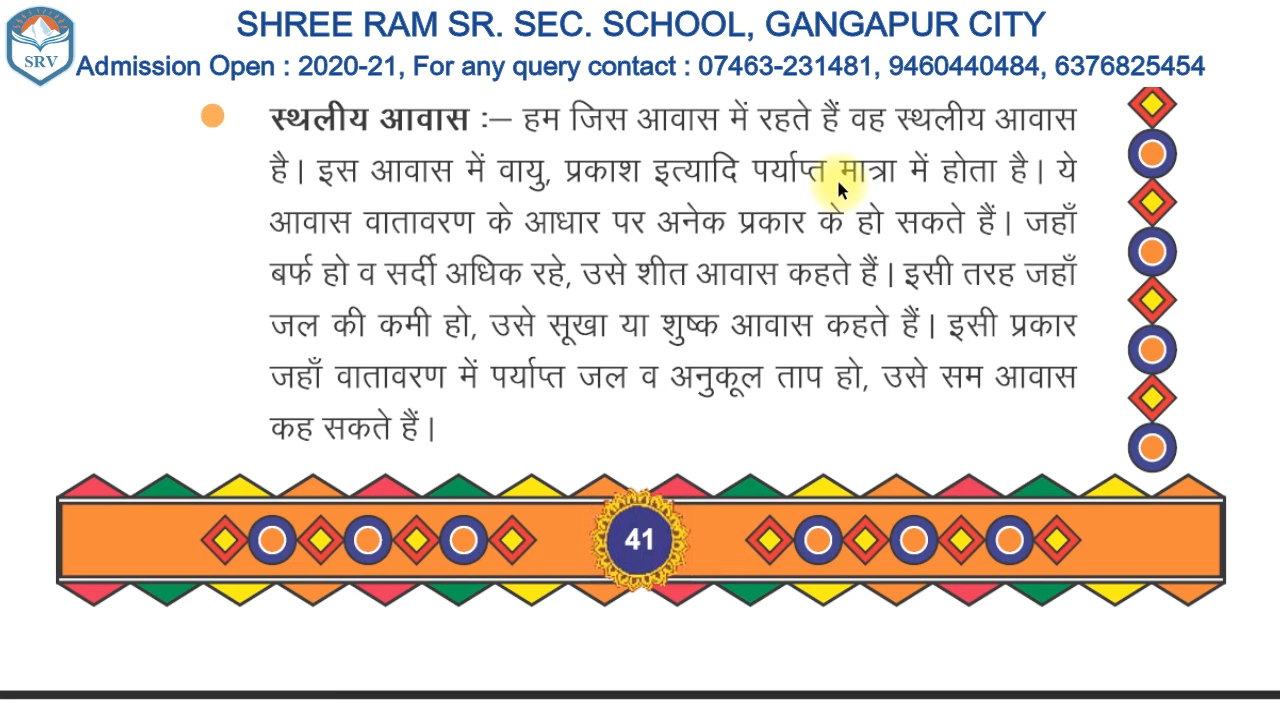 SHREE RAM SR. SEC. SCHOOL, GANGAPUR CITY
SRV
Admission Open : 2020-21, For any query contact : 07463-231481, 9460440484, 6376825454
स्थलीय आवास :– हम जिस आवास में रहते हैं वह स्थलीय आवास
है। इस आवास में वायु, प्रकाश इत्यादि पर्याप्त मात्रा में होता है। ये
आवास वातावरण के आधार पर अनेक प्रकार के हो सकते हैं। जहाँ
बर्फ हो व सर्दी अधिक रहे, उसे शीत आवास कहते हैं। इसी तरह जहाँ
जल की कमी हो, उसे सूखा या शुष्क आवास कहते हैं। इसी प्रकार
जहाँ वातावरण में पर्याप्त जल व अनुकूल ताप हो, उसे सम आवास
कह सकते हैं।
41